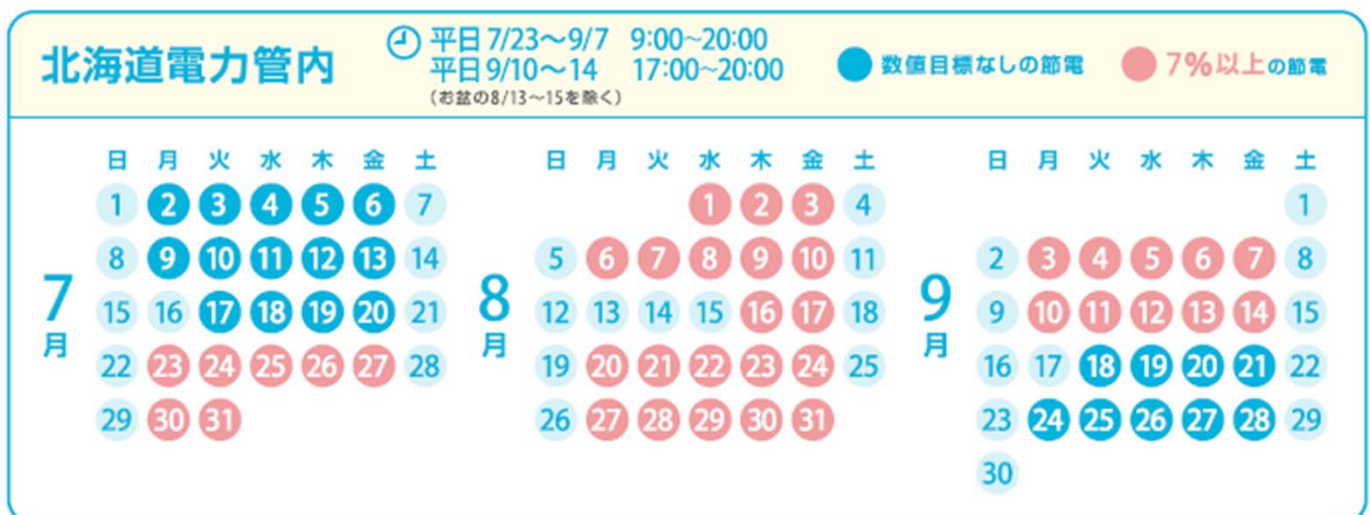 北海道電力管内
平日 7/23〜9/7 9:00~20:00
平日 9/10〜14 17:00~20:00
(お盆の8/13〜15を除く)
数値目標なしの節電
7%以上の節電
7月
日 月 火 水 木 金 土
1 2 3 4 5 6 7
8 9 10 11 12 13 14
15 16 17 18 19 20 21
22 23 24 25 26 27 28
29 30 31
8月
日 月 火 水 木 金 土
1 2 3 4
5 6 7 8 9 10 11
12 13 14 15 16 17 18
19 20 21 22 23 24 25
26 27 28 29 30 31
9月
日 月 火 水 木 金 土
1
2 3 4 5 6 7 8
9 10 11 12 13 14 15
16 17 18 19 20 21 22
23 24 25 26 27 28 29
30